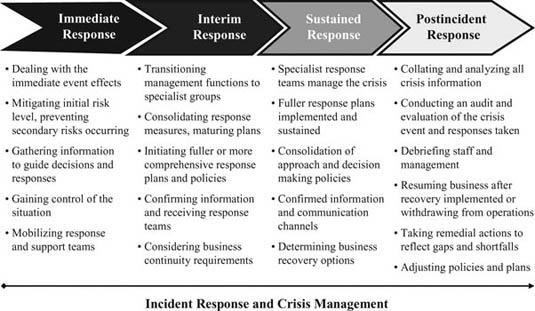 Immediate
Response
Interim
Response
Sustained
Response
Postincident
Response
• Dealing with the
immediate event effects
• Mitigating initial risk
level, preventing
secondary risks occurring
• Gathering information
to guide decisions and
responses
• Gaining control of the
situation
• Mobilizing response
and support teams
• Transitioning
management functions to
specialist groups
• Consolidating response
measures, maturing plans
• Initiating fuller or more
comprehensive response
plans and policies
• Confirming information
and receiving response
teams
• Considering business
continuity requirements
• Specialist response
teams manage the crisis
• Fuller response plans
implemented and
sustained
• Consolidation of
approach and decision
making policies
• Confirmed information
and communication
channels
• Determining business
recovery options
• Collating and analyzing all
crisis information
• Conducting an audit and
evaluation of the crisis
event and responses taken
• Debriefing staff and
management
• Resuming business after
recovery implemented or
withdrawing from operations
• Taking remedial actions to
reflect gaps and shortfalls
• Adjusting policies and plans
Incident Response and Crisis Management